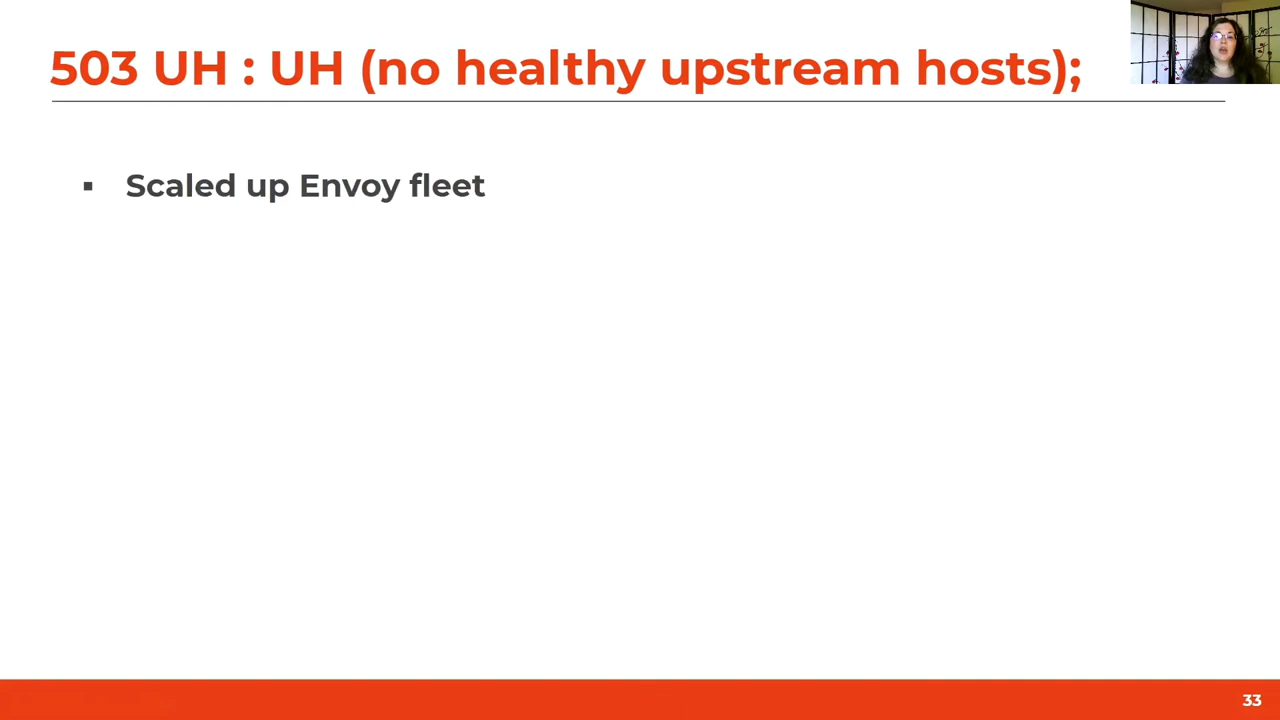 503 UH : UH (no healthy upstream hosts);
▪ Scaled up Envoy fleet
33